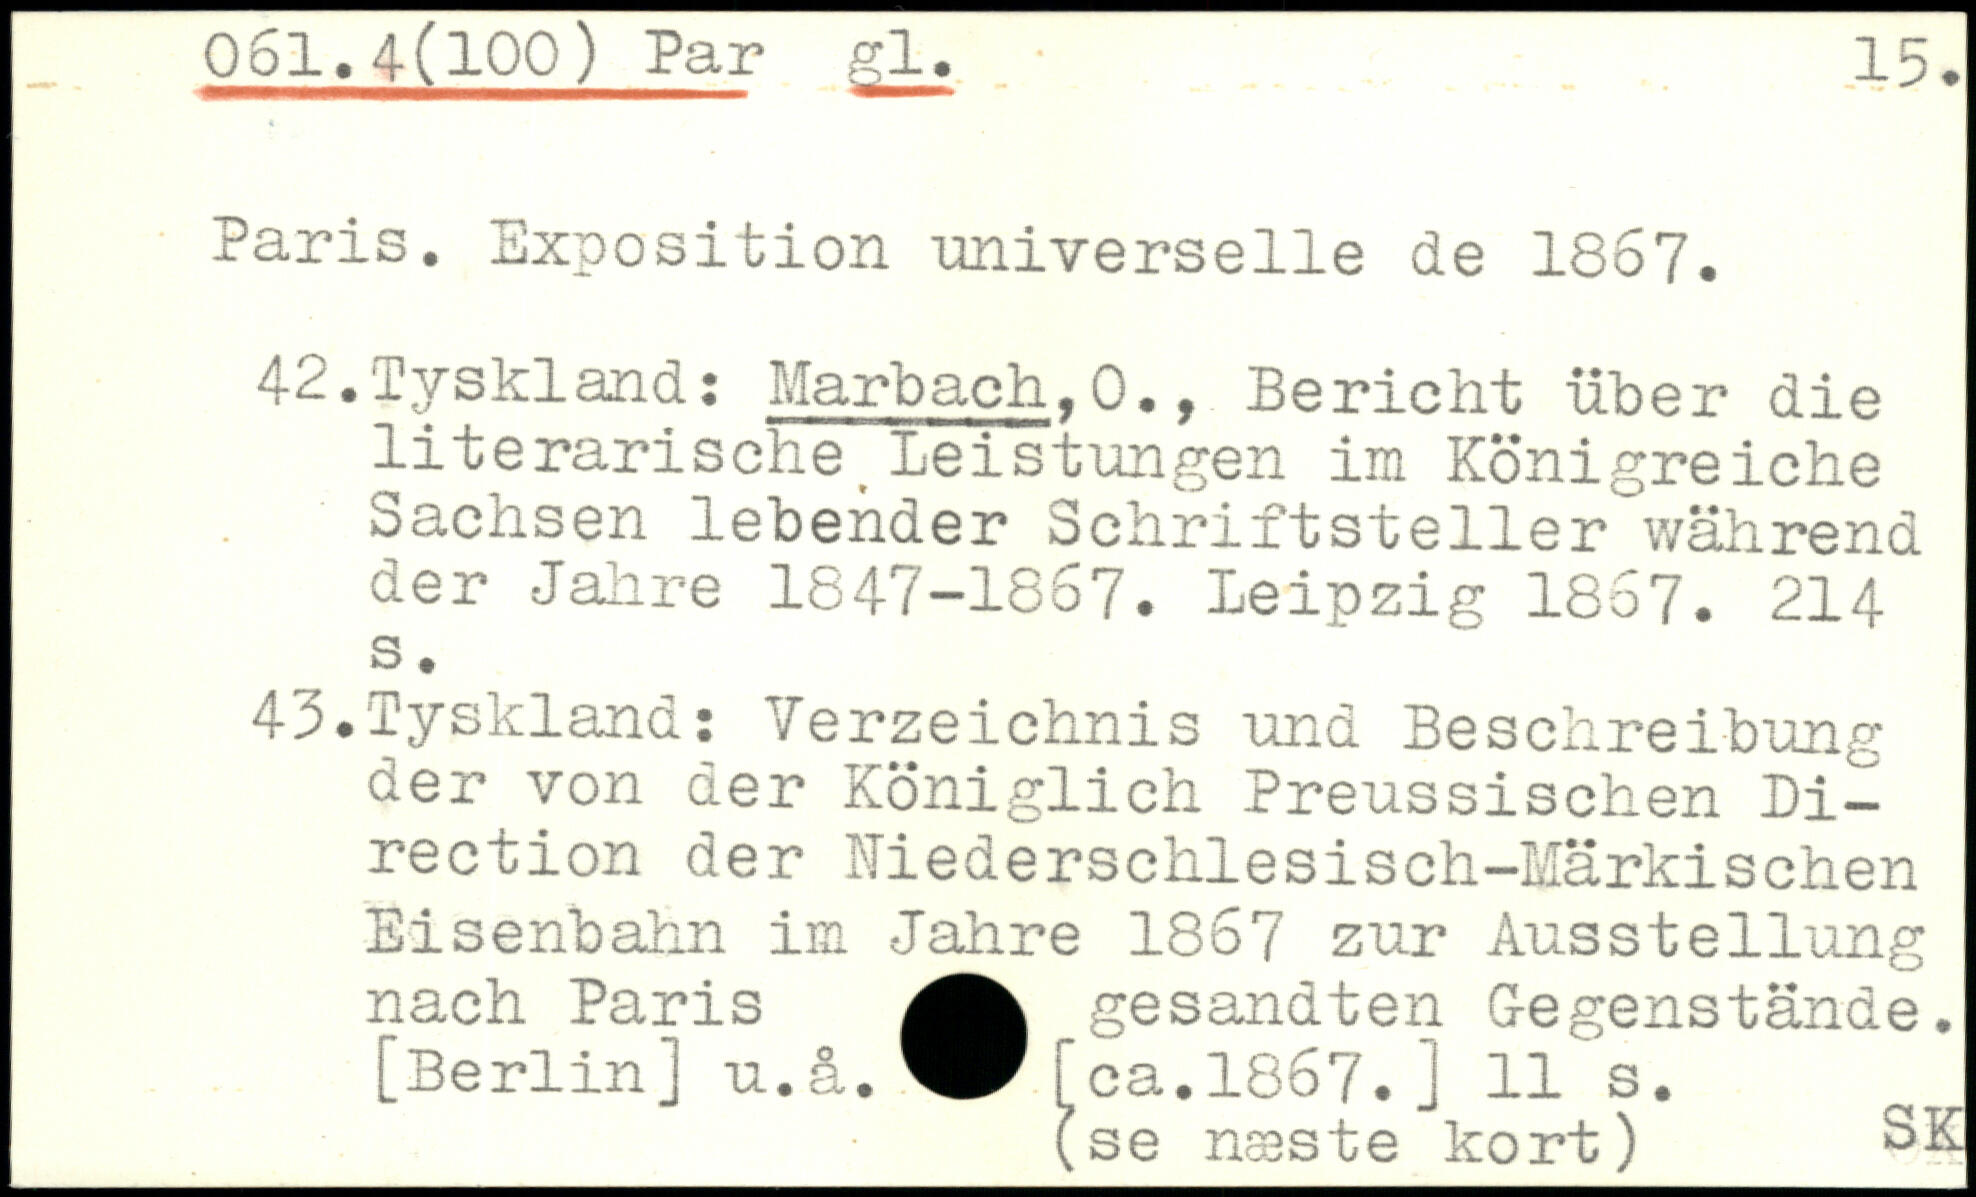 061.4(100) Par gl. 15.
Paris. Exposition universelle de 1867.
42. Tyskland: Marbach,O., Bericht über die
literarische Leistungen im Königreiche
Sachsen lebender Schriftsteller während
der Jahre 1847-1867. Leipzig 1867. 214
s.
43. Tyskland: Verzeichnis und Beschreibung
der von der Königlich Preussischen Di-
rection der Niederschlesisch-Märkischen
Eisenbahn im Jahre 1867 zur Ausstellung
nach Paris gesandten Gegenstände.
[Berlin] u.å. [ca.1867.] 11 s.
(se næste kort) SK